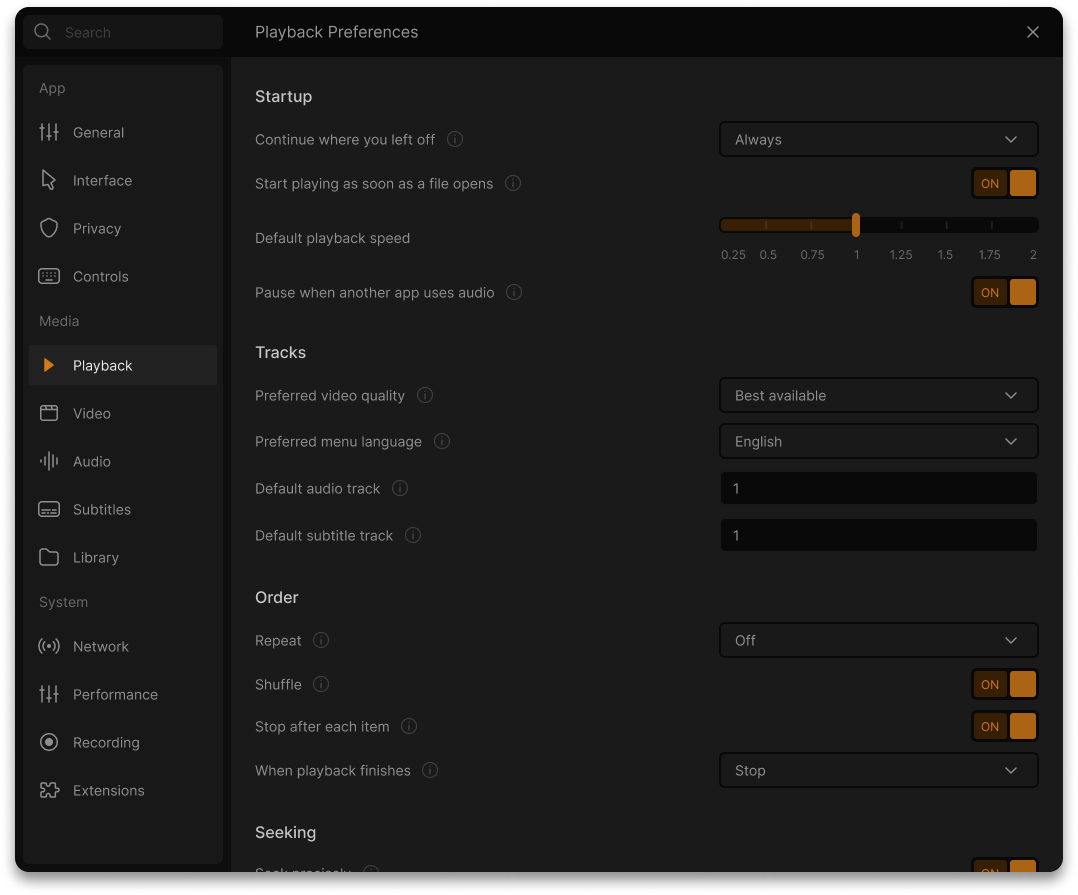 Search
Playback Preferences
App
General
Interface
Privacy
Controls
Media
Playback
Video
Audio
Subtitles
Library
System
Network
Performance
Recording
Extensions
Startup
Continue where you left off
Always
Start playing as soon as a file opens
ON
Default playback speed
0.25 0.5 0.75 1 1.25 1.5 1.75 2
Pause when another app uses audio
ON
Tracks
Preferred video quality
Best available
Preferred menu language
English
Default audio track
1
Default subtitle track
1
Order
Repeat
Off
Shuffle
ON
Stop after each item
ON
When playback finishes
Stop
Seeking
Seek precisely
ON